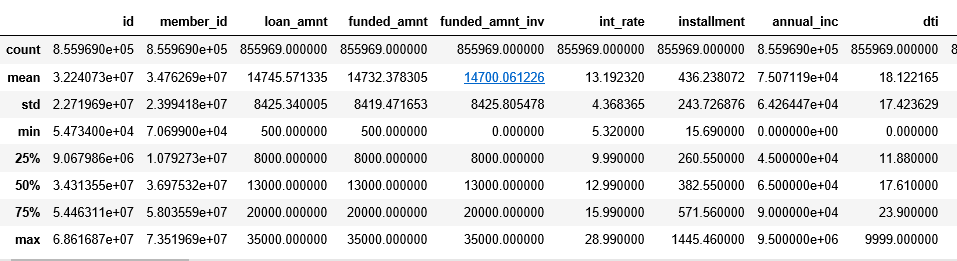 id member_id loan_amnt funded_amnt funded_amnt_inv int_rate installment annual_inc dti
count 8.559690e+05 8.559690e+05 855969.000000 855969.000000 855969.000000 855969.000000 855969.000000 8.559690e+05 855969.000000 8
mean 3.224073e+07 3.476269e+07 14745.571335 14732.378305 14700.061226 13.192320 436.238072 7.507119e+04 18.122165
std 2.271969e+07 2.399418e+07 8425.340005 8419.471653 8425.805478 4.368365 243.726876 6.426447e+04 17.423629
min 5.473400e+04 7.069900e+04 500.000000 500.000000 0.000000 5.320000 15.690000 0.000000e+00 0.000000
25% 9.067986e+06 1.079273e+07 8000.000000 8000.000000 8000.000000 9.990000 260.550000 4.500000e+04 11.880000
50% 3.431355e+07 3.697532e+07 13000.000000 13000.000000 13000.000000 12.990000 382.550000 6.500000e+04 17.610000
75% 5.446311e+07 5.803559e+07 20000.000000 20000.000000 20000.000000 15.990000 571.560000 9.000000e+04 23.900000
max 6.861687e+07 7.351969e+07 35000.000000 35000.000000 35000.000000 28.990000 1445.460000 9.500000e+06 9999.000000